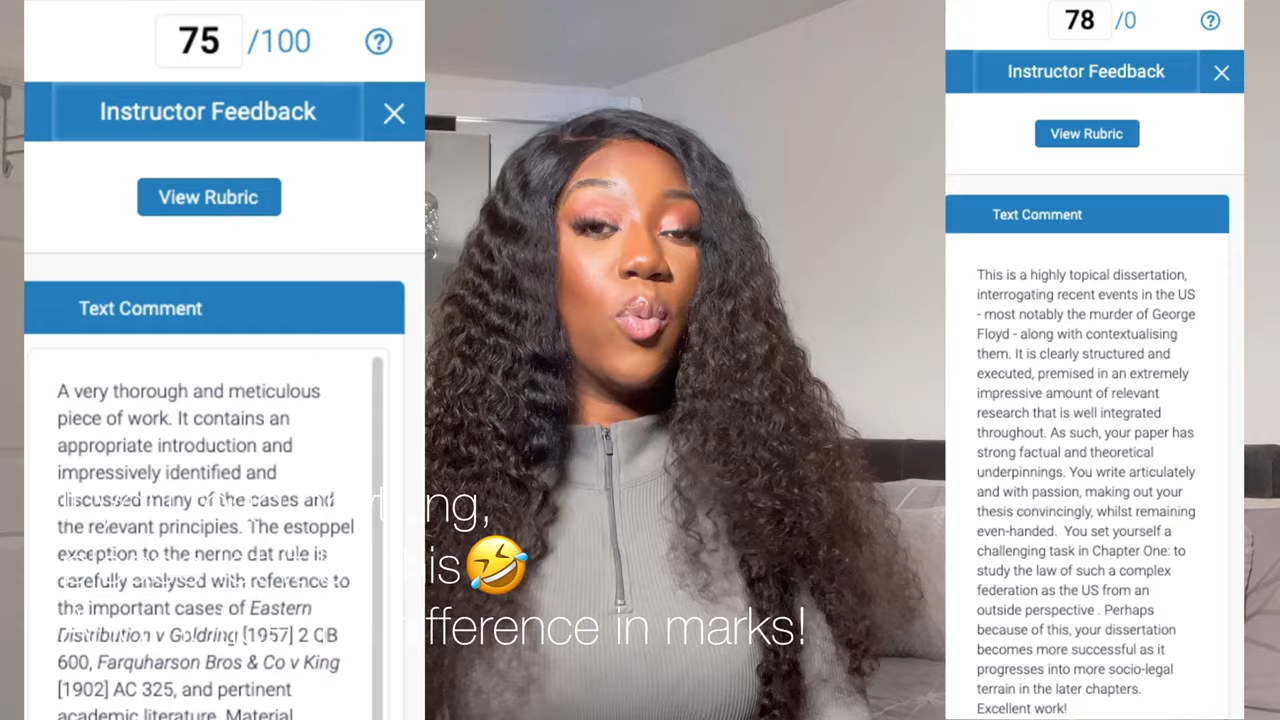 75 /100
Instructor Feedback
View Rubric
Text Comment
A very thorough and meticulous
piece of work. It contains an
appropriate introduction and
impressively identified and
discussed many of the cases and
the relevant principles. The estoppel
exception to the nemo dat rule is
carefully analysed with reference to
the important cases of Eastern
Distribution v Goldring [1957] 2 QB
600, Farquharson Bros & Co v King
[1902] AC 325, and pertinent
academic literature. Material
ng,
is🤣
fference in marks!
78 /0
Instructor Feedback
View Rubric
Text Comment
This is a highly topical dissertation,
interrogating recent events in the US
- most notably the murder of George
Floyd - along with contextualising
them. It is clearly structured and
executed, premised in an extremely
impressive amount of relevant
research that is well integrated
throughout. As such, your paper has
strong factual and theoretical
underpinnings. You write articulately
and with passion, making out your
thesis convincingly, whilst remaining
even-handed. You set yourself a
challenging task in Chapter One: to
study the law of such a complex
federation as the US from an
outside perspective . Perhaps
because of this, your dissertation
becomes more successful as it
progresses into more socio-legal
terrain in the later chapters.
Excellent work!